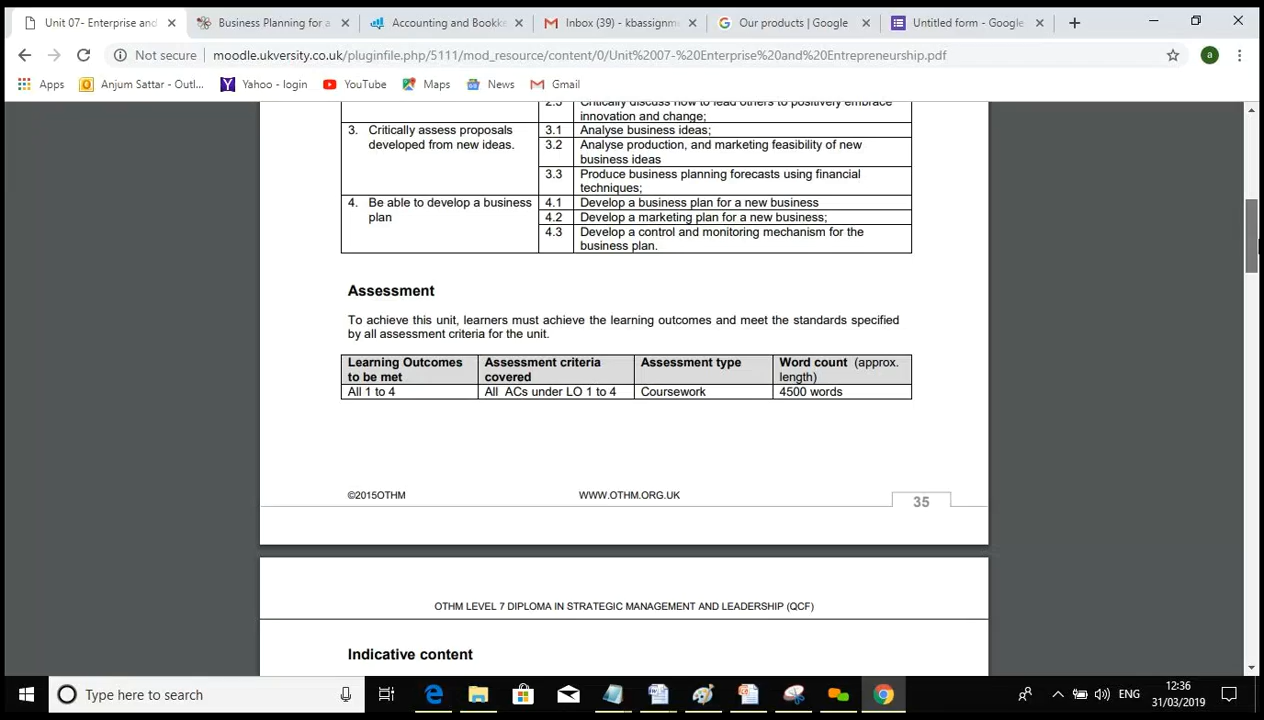 Unit 07- Enterprise and
Business Planning for a
Accounting and Bookke
Inbox (39) - kbassignm
Our products | Google
Untitled form - Google
Not secure
moodle.ukversity.co.uk/pluginfile.php/5111/mod_resource/content/0/Unit%2007-%20Enterprise%20and%20Entrepreneurship.pdf
Apps
Anjum Sattar - Outl...
Yahoo - login
YouTube
Maps
News
Gmail
Critically discuss how to lead others to positively embrace
innovation and change;
3. Critically assess proposals
developed from new ideas.
3.1 Analyse business ideas;
3.2 Analyse production, and marketing feasibility of new
business ideas
3.3 Produce business planning forecasts using financial
techniques;
4. Be able to develop a business
plan
4.1 Develop a business plan for a new business
4.2 Develop a marketing plan for a new business;
4.3 Develop a control and monitoring mechanism for the
business plan.
Assessment
To achieve this unit, learners must achieve the learning outcomes and meet the standards specified
by all assessment criteria for the unit.
Learning Outcomes
to be met
Assessment criteria
covered
Assessment type
Word count (approx.
length)
All 1 to 4
All ACs under LO 1 to 4
Coursework
4500 words
©2015OTHM
WWW.OTHM.ORG.UK
35
OTHM LEVEL 7 DIPLOMA IN STRATEGIC MANAGEMENT AND LEADERSHIP (QCF)
Indicative content
Type here to search
ENG
12:36
31/03/2019